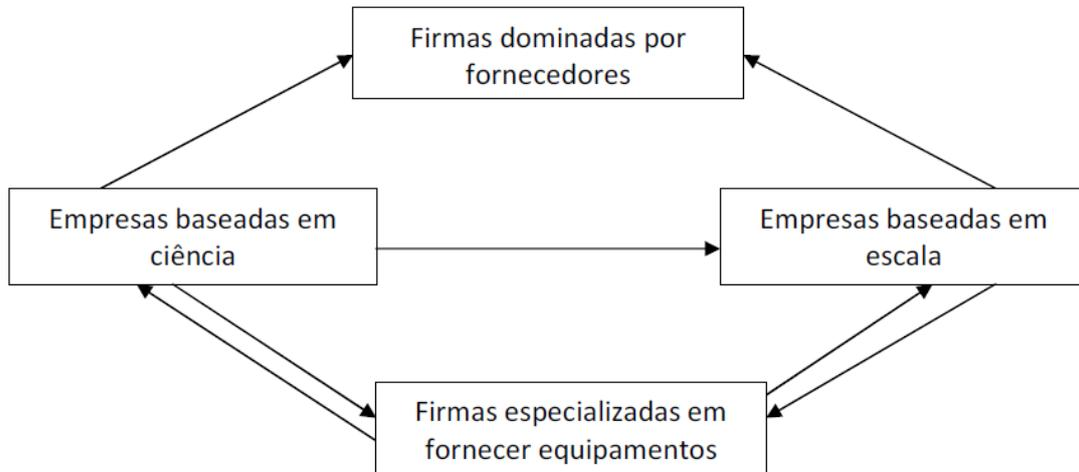 Firmas dominadas por
fornecedores
Empresas baseadas em
ciência
Empresas baseadas em
escala
Firmas especializadas em
fornecer equipamentos